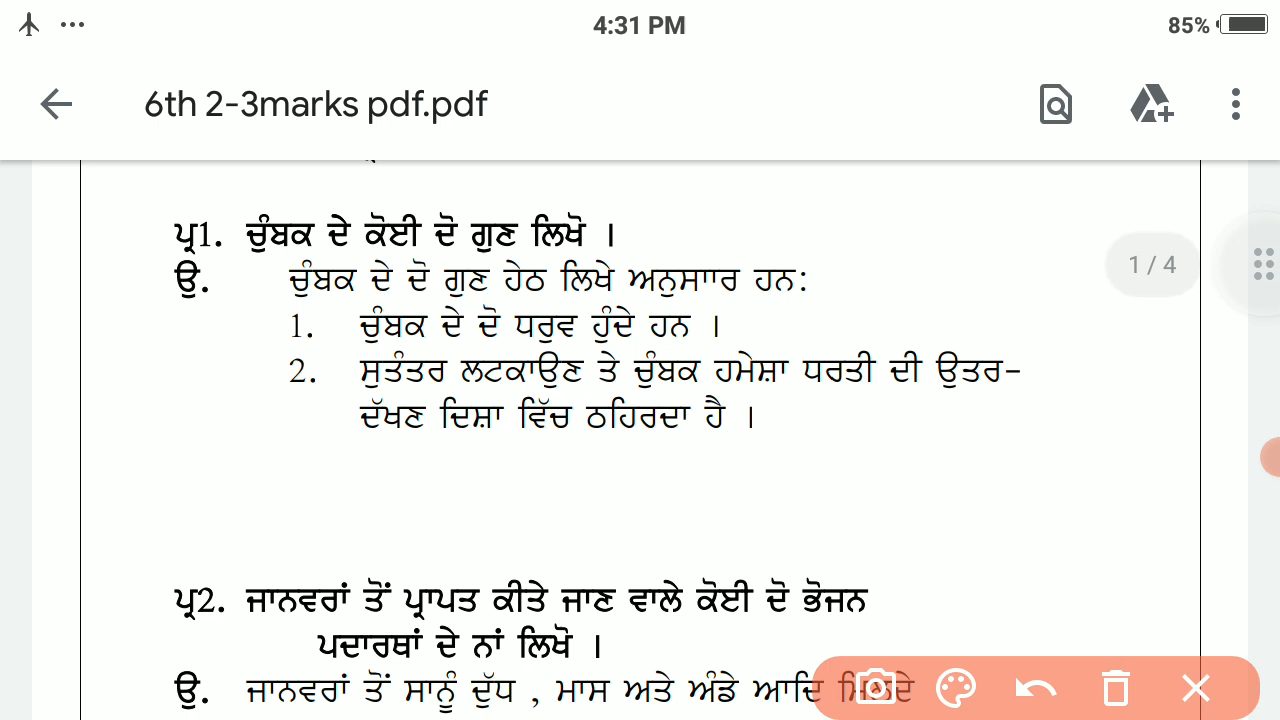 4:31 PM
85%
6th 2-3marks pdf.pdf
ਪ੍ਰ1. ਚੁੰਬਕ ਦੇ ਕੋਈ ਦੋ ਗੁਣ ਲਿਖੋ ।
1 / 4
ਉ. ਚੁੰਬਕ ਦੇ ਦੋ ਗੁਣ ਹੇਠ ਲਿਖੇ ਅਨੁਸਾਾਰ ਹਨ:
1. ਚੁੰਬਕ ਦੇ ਦੋ ਧਰੁਵ ਹੁੰਦੇ ਹਨ ।
2. ਸੁਤੰਤਰ ਲਟਕਾਉਣ ਤੇ ਚੁੰਬਕ ਹਮੇਸ਼ਾ ਧਰਤੀ ਦੀ ਉਤਰ-
ਦੱਖਣ ਦਿਸ਼ਾ ਵਿੱਚ ਠਹਿਰਦਾ ਹੈ ।
ਪ੍ਰ2. ਜਾਨਵਰਾਂ ਤੋਂ ਪ੍ਰਾਪਤ ਕੀਤੇ ਜਾਣ ਵਾਲੇ ਕੋਈ ਦੋ ਭੋਜਨ
ਪਦਾਰਥਾਂ ਦੇ ਨਾਂ ਲਿਖੋ ।
ਉ. ਜਾਨਵਰਾਂ ਤੋਂ ਸਾਨੂੰ ਦੁੱਧ , ਮਾਸ ਅਤੇ ਅੰਡੇ ਆਦਿ